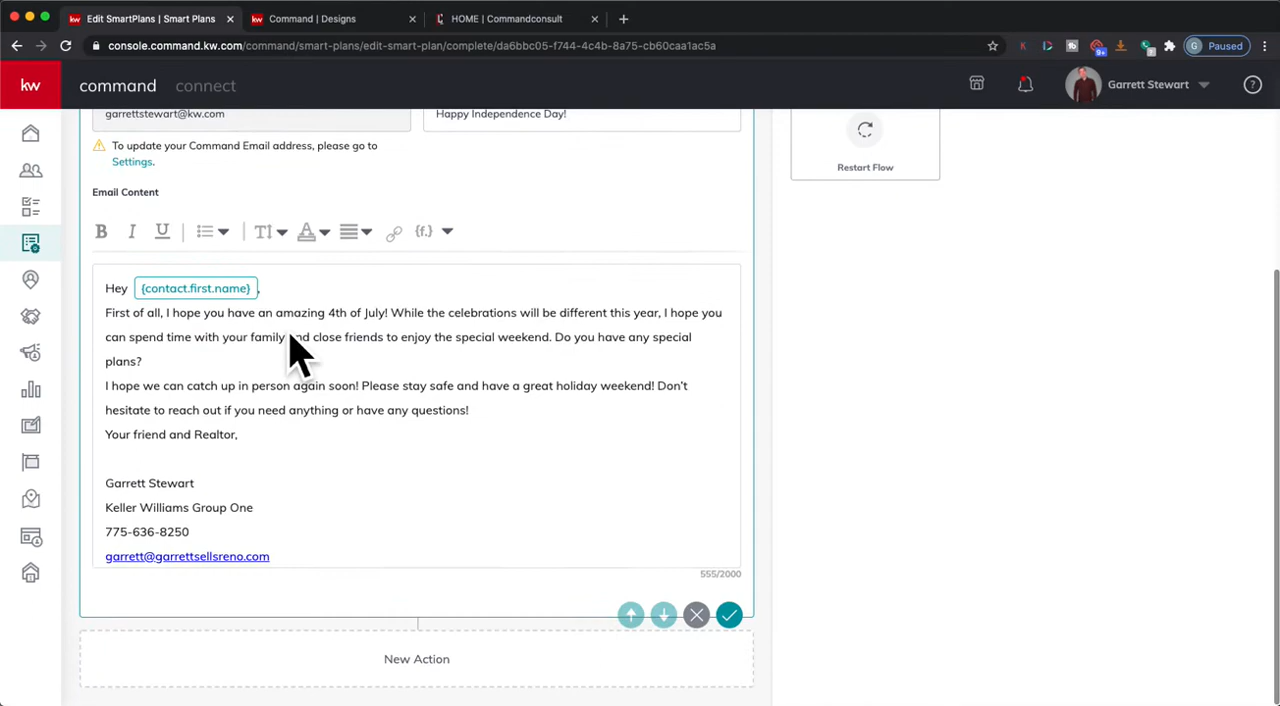 Edit SmartPlans | Smart Plans
Command | Designs
HOME | Commandconsult
console.command.kw.com/command/smart-plans/edit-smart-plan/complete/da6bbc05-f744-4c4b-8a75-cb60caa1ac5a
9+
G Paused
kw
command
connect
Garrett Stewart
garrettstewart@kw.com
Happy Independence Day!
To update your Command Email address, please go to
Settings.
Restart Flow
Email Content
B I U
{f.}
Hey {contact.first.name},
First of all, I hope you have an amazing 4th of July! While the celebrations will be different this year, I hope you
can spend time with your family and close friends to enjoy the special weekend. Do you have any special
plans?
I hope we can catch up in person again soon! Please stay safe and have a great holiday weekend! Don't
hesitate to reach out if you need anything or have any questions!
Your friend and Realtor,
Garrett Stewart
Keller Williams Group One
775-636-8250
garrett@garrettsellsreno.com
555/2000
New Action